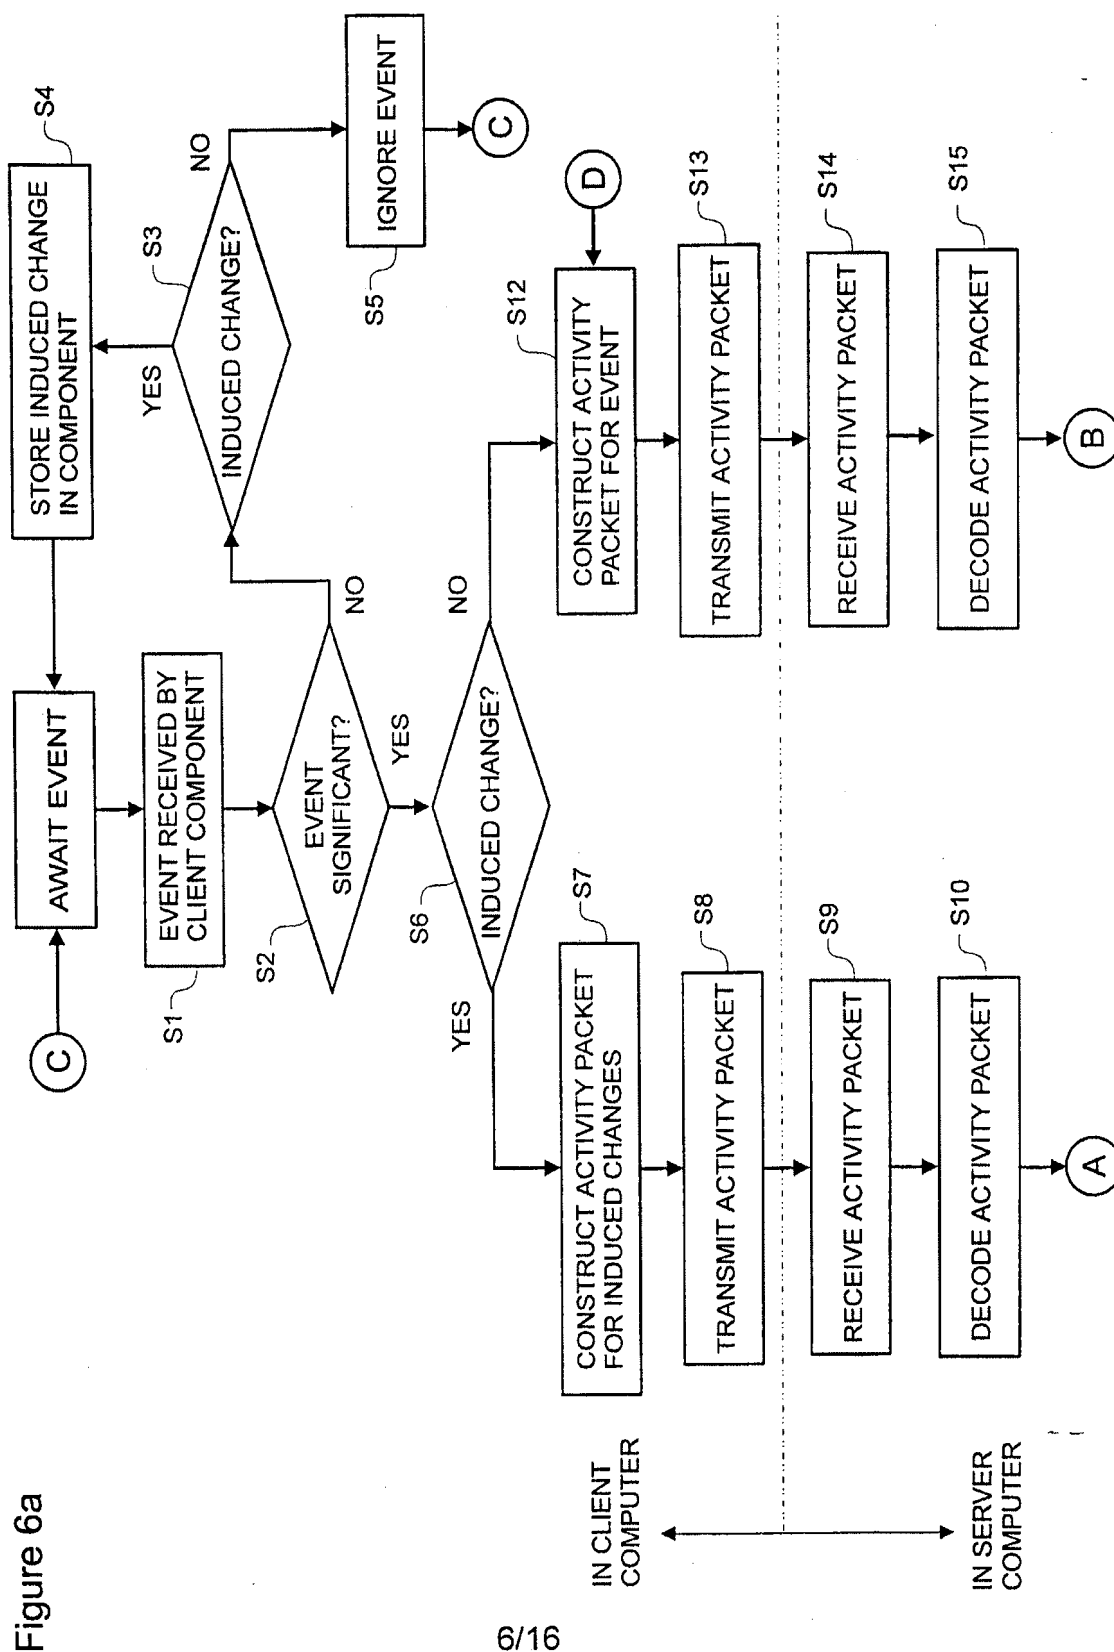 Figure 6a
C
AWAIT EVENT
STORE INDUCED CHANGE
IN COMPONENT
S4
S1
EVENT RECEIVED BY
CLIENT COMPONENT
YES
S3
INDUCED CHANGE?
NO
S2
EVENT
SIGNIFICANT?
NO
S5
IGNORE EVENT
C
YES
S6
INDUCED CHANGE?
YES
NO
S7
CONSTRUCT ACTIVITY PACKET
FOR INDUCED CHANGES
S12
CONSTRUCT ACTIVITY
PACKET FOR EVENT
D
S8
TRANSMIT ACTIVITY PACKET
S13
TRANSMIT ACTIVITY PACKET
IN CLIENT
COMPUTER
S9
RECEIVE ACTIVITY PACKET
S14
RECEIVE ACTIVITY PACKET
S10
DECODE ACTIVITY PACKET
S15
DECODE ACTIVITY PACKET
IN SERVER
COMPUTER
A
B
6/16